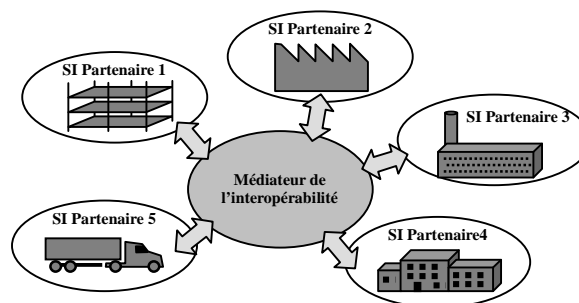 SI Partenaire 2
SI Partenaire 1
SI Partenaire 3
Médiateur de
l'interopérabilité
SI Partenaire 5
SI Partenaire4